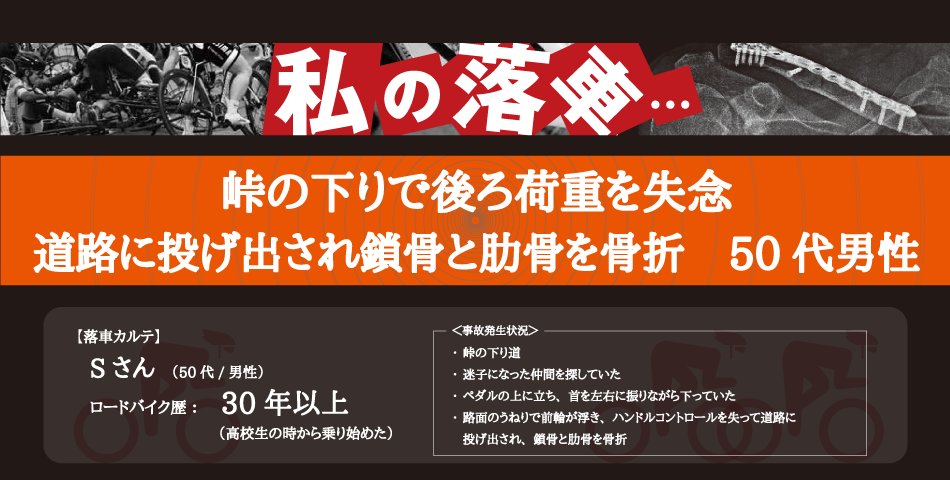 私の落車…
峠の下りで後ろ荷重を失念
道路に投げ出され鎖骨と肋骨を骨折　50代男性
【落車カルテ】
Sさん （50代 / 男性）
ロードバイク歴： 30年以上
（高校生の時から乗り始めた）
＜事故発生状況＞
・峠の下り道
・迷子になった仲間を探していた
・ペダルの上に立ち、首を左右に振りながら下っていた
・路面のうねりで前輪が浮き、ハンドルコントロールを失って道路に
投げ出され、鎖骨と肋骨を骨折